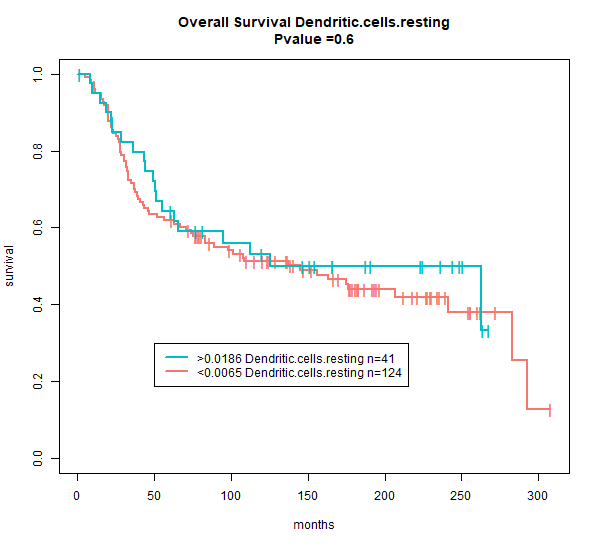 Overall Survival Dendritic.cells.resting
Pvalue =0.6
1.0
0.8
0.6
0.4
0.2
0.0
survival
>0.0186 Dendritic.cells.resting n=41
<0.0065 Dendritic.cells.resting n=124
0 50 100 150 200 250 300
months